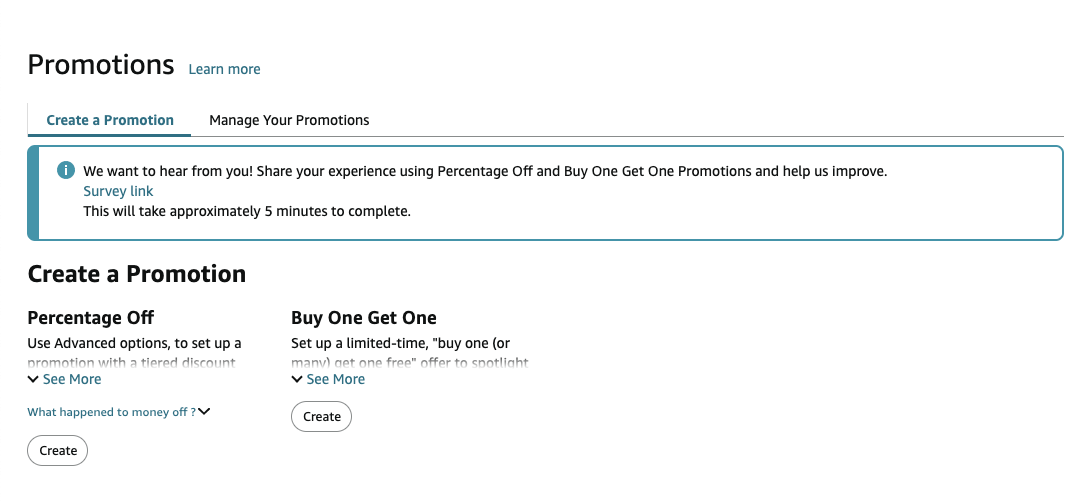 Promotions Learn more
Create a Promotion Manage Your Promotions
We want to hear from you! Share your experience using Percentage Off and Buy One Get One Promotions and help us improve.
Survey link
This will take approximately 5 minutes to complete.
Create a Promotion
Percentage Off
Use Advanced options, to set up a
promotion with a tiered discount
See More
What happened to money off ?
Create
Buy One Get One
Set up a limited-time, "buy one (or
many) get one free" offer to spotlight
See More
Create